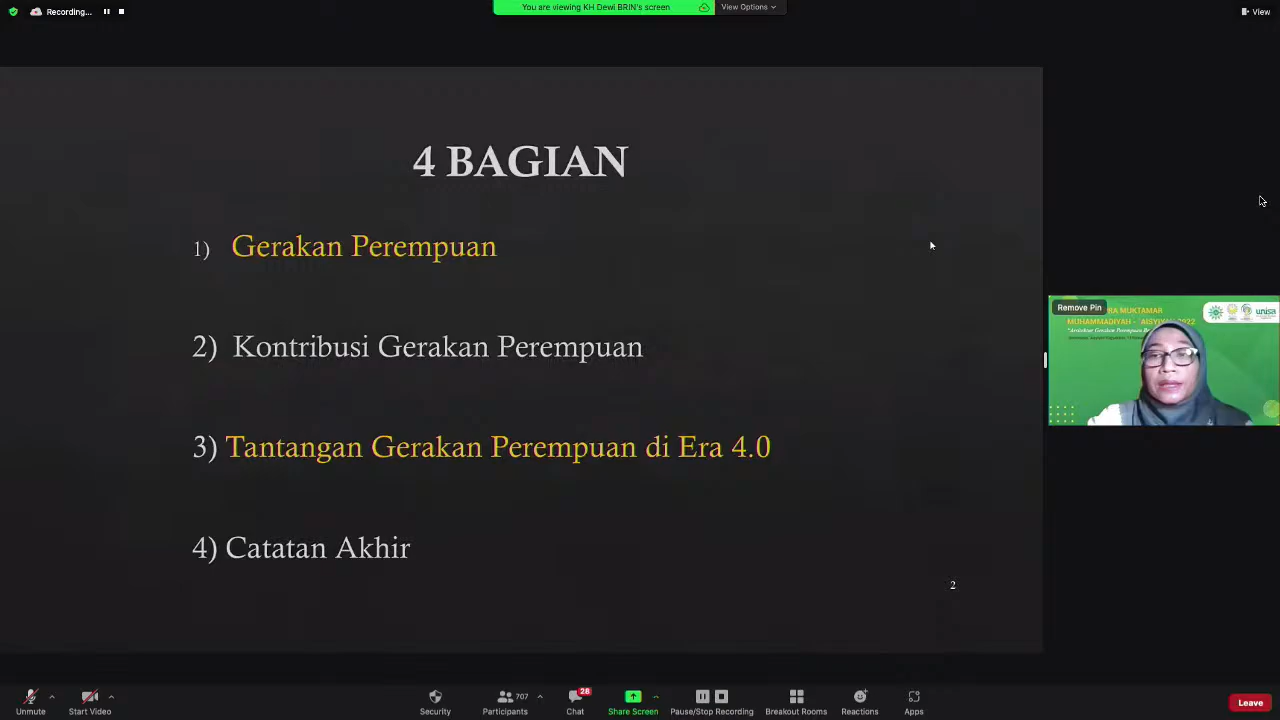 Recording...
You are viewing KH Dewi BRIN's screen
View Options
View
4 BAGIAN
1) Gerakan Perempuan
2) Kontribusi Gerakan Perempuan
3) Tantangan Gerakan Perempuan di Era 4.0
4) Catatan Akhir
2
Remove Pin
MUKTAMAR
MUHAMMADIYAH - 'AISYIYAH 2022
unisa
Unmute
Start Video
Security
Participants
707
Chat
28
Share Screen
Pause/Stop Recording
Breakout Rooms
Reactions
Apps
Leave